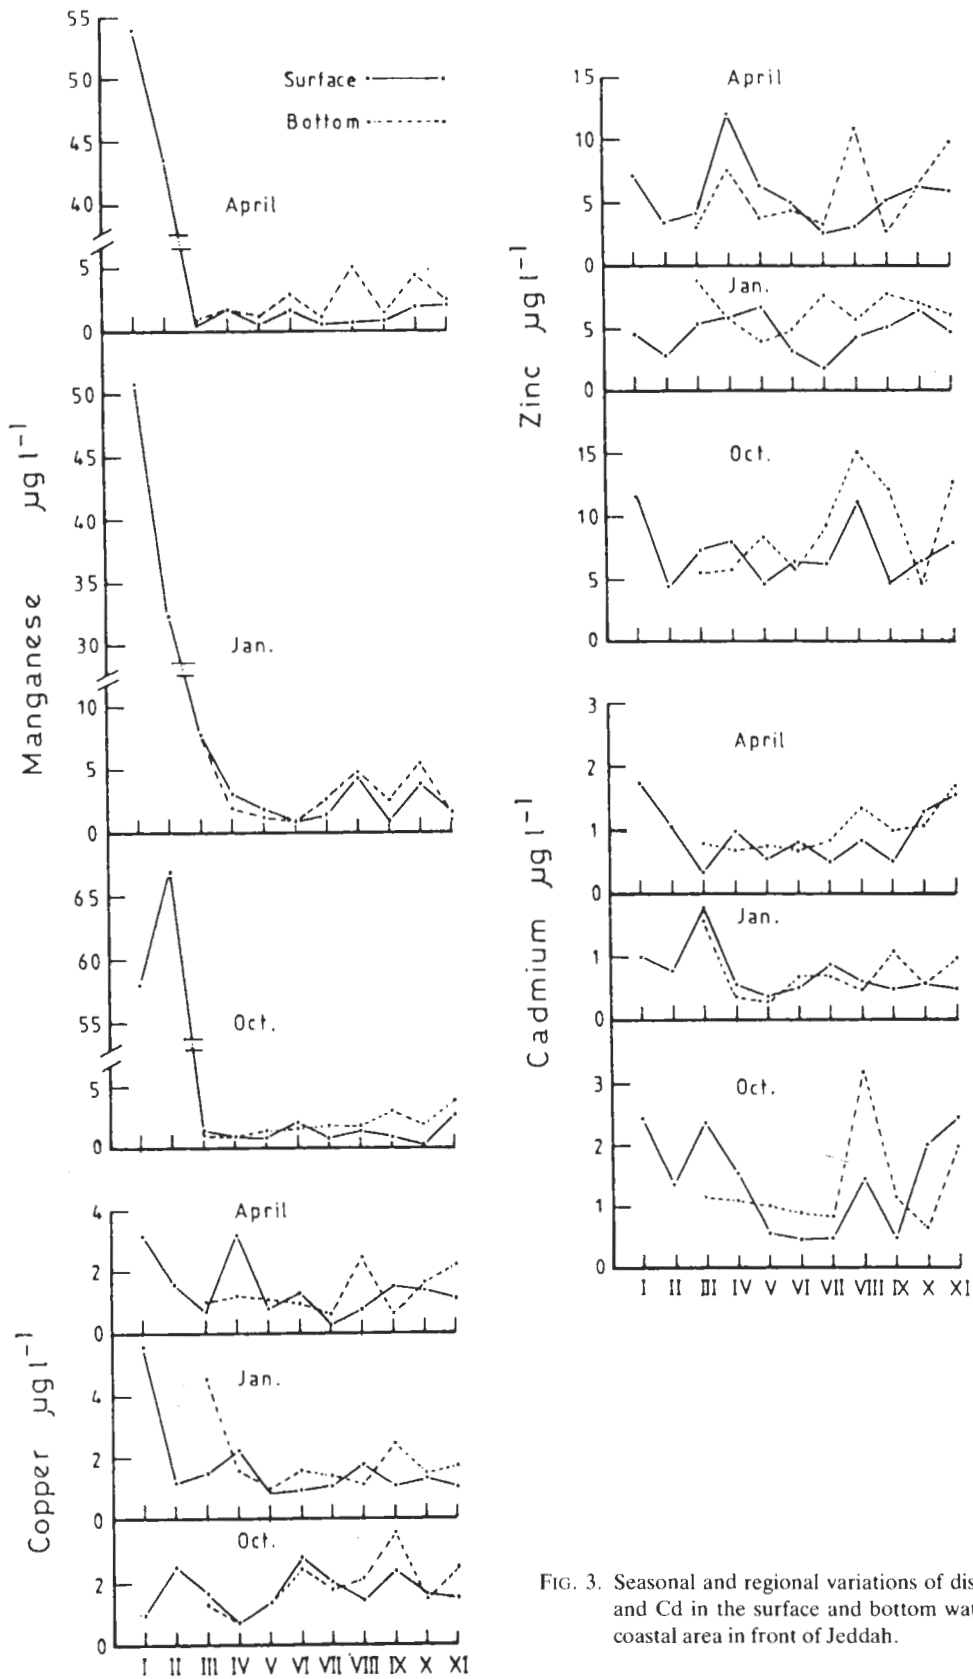 55
50
45
40
5
0
Surface
Bottom
April
Manganese µg l⁻¹
50
45
40
35
30
10
5
0
Jan.
65
60
55
5
0
Oct.
Copper µg l⁻¹
4
2
0
April
4
2
0
Jan.
2
0
Oct.
I II III IV V VI VII VIII IX X XI
Zinc µg l⁻¹
15
10
5
0
April
5
0
Jan.
15
10
5
0
Oct.
Cadmium µg l⁻¹
3
2
1
0
April
1
0
Jan.
3
2
1
0
Oct.
I II III IV V VI VII VIII IX X XI
FIG. 3. Seasonal and regional variations of dis
and Cd in the surface and bottom wat
coastal area in front of Jeddah.